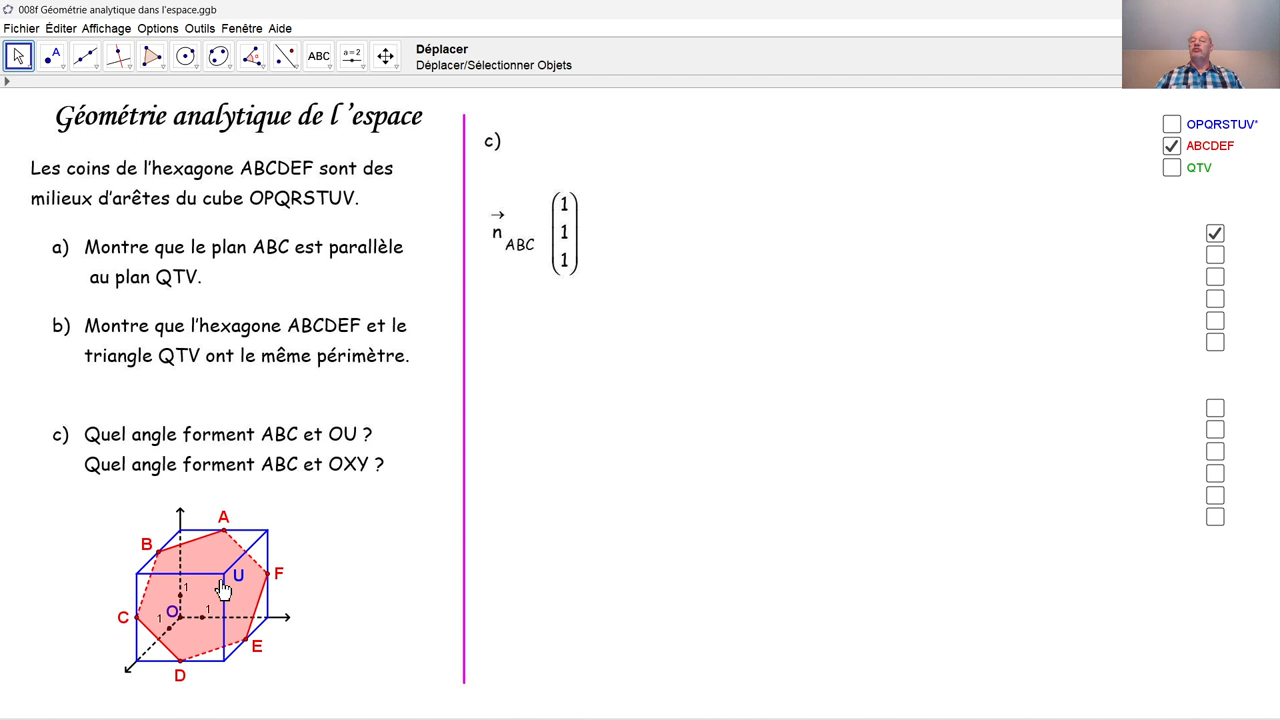 008f Géométrie analytique dans l'espace.ggb
Fichier Éditer Affichage Options Outils Fenêtre Aide
A
ABC
a=2
Déplacer
Déplacer/Sélectionner Objets
Géométrie analytique de l 'espace
Les coins de l'hexagone ABCDEF sont des
milieux d'arêtes du cube OPQRSTUV.
a) Montre que le plan ABC est parallèle
au plan QTV.
b) Montre que l'hexagone ABCDEF et le
triangle QTV ont le même périmètre.
c) Quel angle forment ABC et OU ?
Quel angle forment ABC et OXY ?
A
B
U
F
1
O
1
1
C
E
D
c)
n ABC
1
1
1
OPQRSTUV*
ABCDEF
QTV